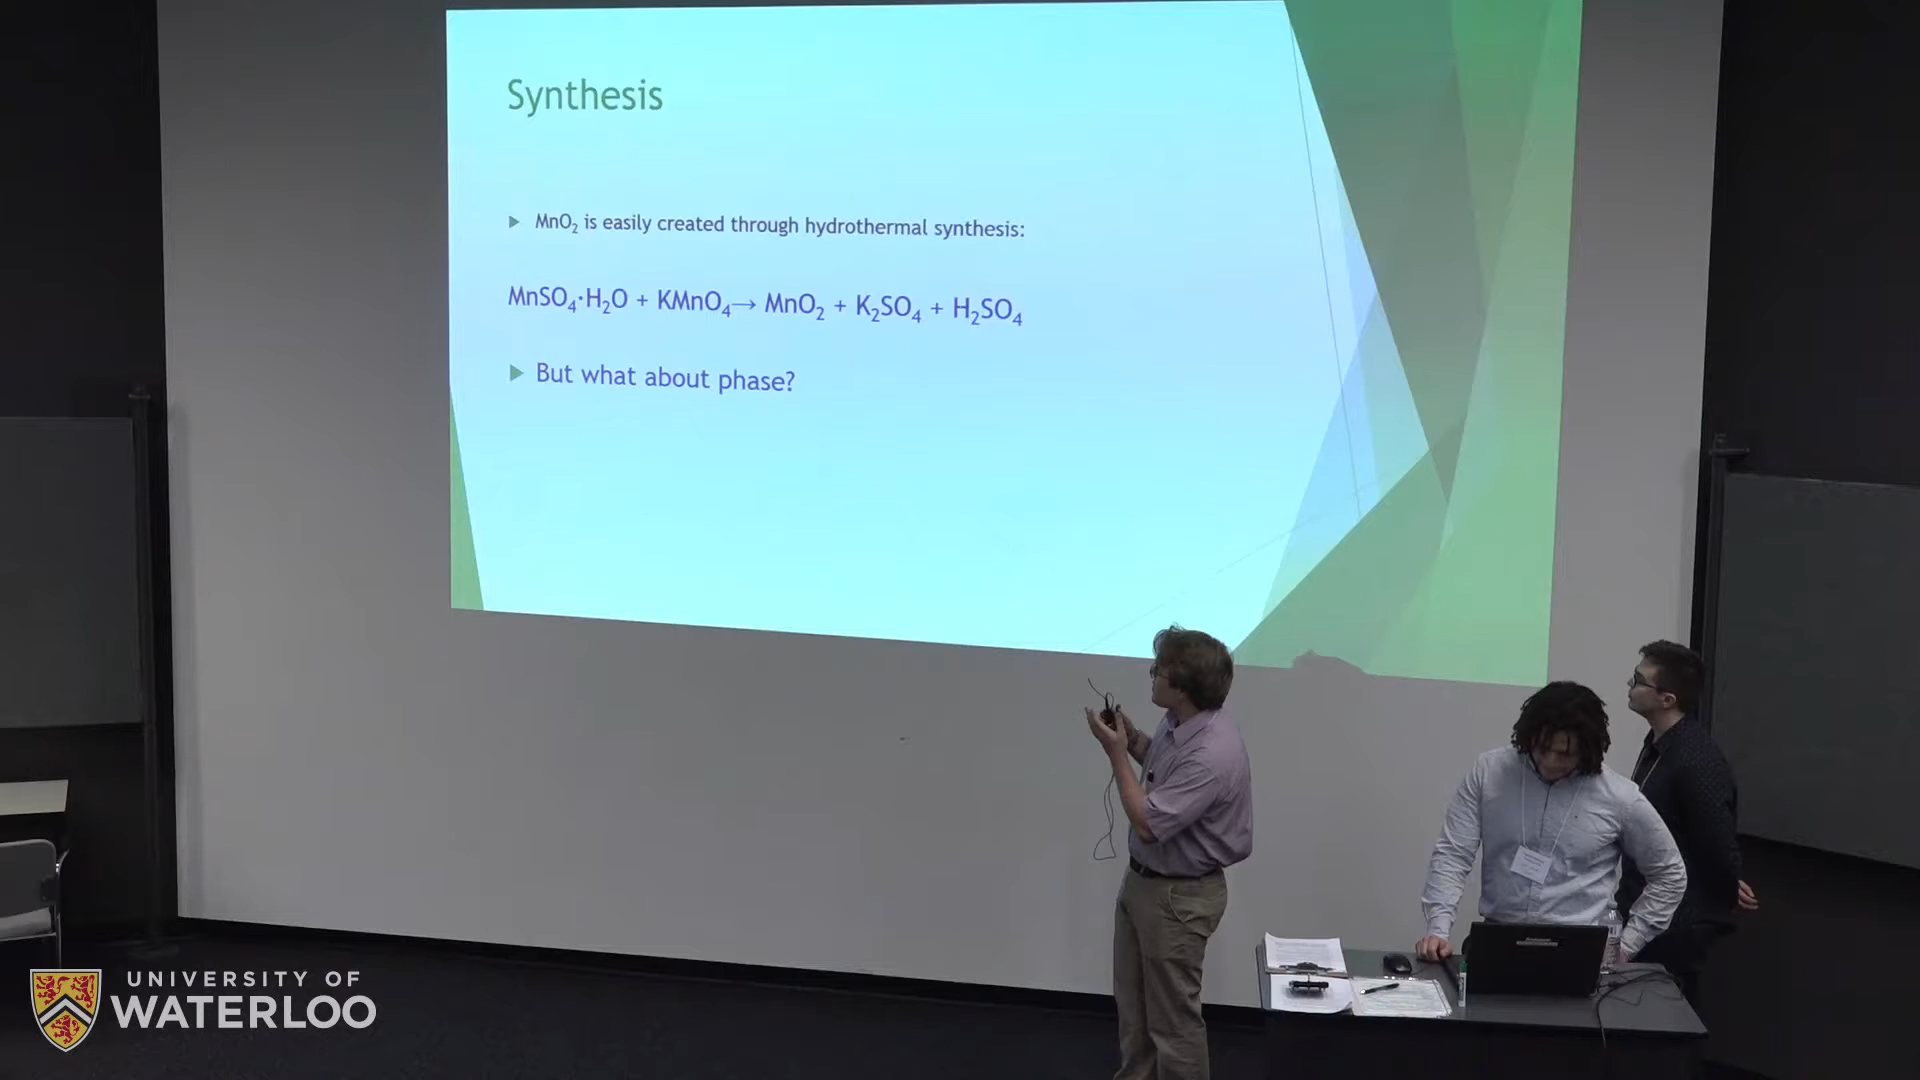 Synthesis
MnO₂ is easily created through hydrothermal synthesis:
MnSO₄·H₂O + KMnO₄→ MnO₂ + K₂SO₄ + H₂SO₄
But what about phase?
UNIVERSITY OF
WATERLOO